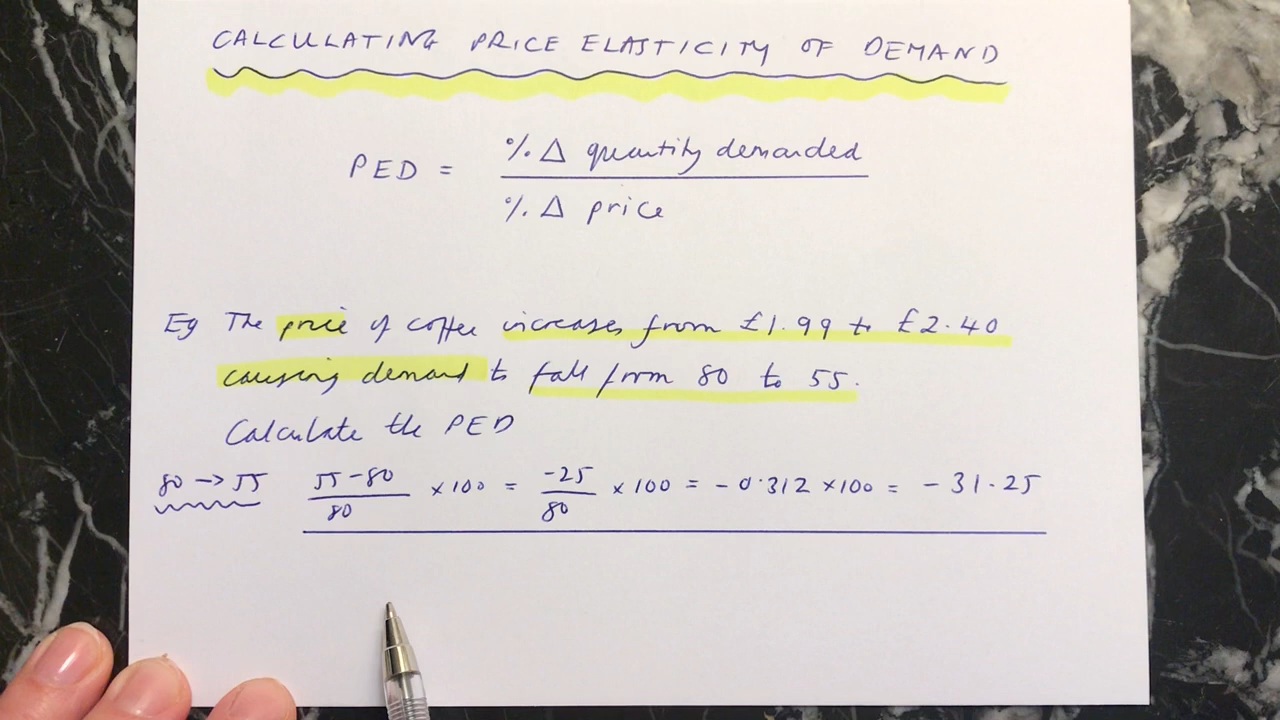 CALCULATING PRICE ELASTICITY OF DEMAND
PED = % Δ quantity demanded
% Δ price
Eg The price of coffee increases from £1.99 to £2.40
causing demand to fall from 80 to 55.
Calculate the PED
80 → 55 55-80 / 80 ×100 = -25 / 80 ×100 = -0.312 ×100 = -31.25